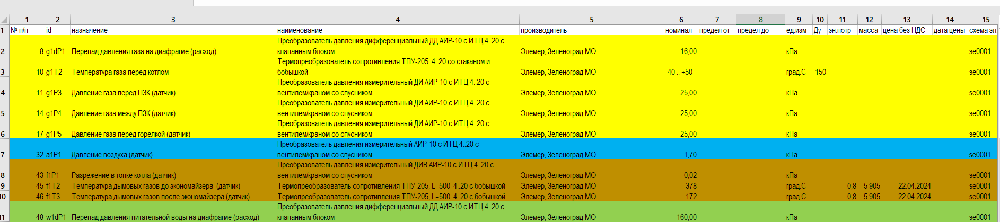 1 2 3 4 5 6 7 8 9 10 11 12 13 14 15
1 № п/п id назначение наименование производитель номинал предел от предел до ед.изм Ду эн.потр масса цена без НДС дата цены схема эл.
Преобразователь давления дифференциальный ДД АИР-10 с ИТЦ 4..20 с
2 8 g1dP1 Перепад давления газа на диафрагме (расход) клапанным блоком Элемер, Зеленоград МО 16,00 кПа se0001
Термопреобразователь сопротивления ТПУ-205 4..20 со стаканом и
3 10 g1T2 Температура газа перед котлом бобышкой Элемер, Зеленоград МО -40 .. +50 град.С 150 se0001
Преобразователь давления измерительный ДИ АИР-10 с ИТЦ 4..20 с
4 11 g1P3 Давление газа перед ПЗК (датчик) вентилем/краном со спусником Элемер, Зеленоград МО 25,00 кПа se0001
Преобразователь давления измерительный ДИ АИР-10 с ИТЦ 4..20 с
5 14 g1P4 Давление газа между ПЗК (датчик) вентилем/краном со спусником Элемер, Зеленоград МО 25,00 кПа se0001
Преобразователь давления измерительный ДИ АИР-10 с ИТЦ 4..20 с
6 17 g1P5 Давление газа перед горелкой (датчик) вентилем/краном со спусником Элемер, Зеленоград МО 25,00 кПа se0001
Преобразователь давления измерительный АИР-10 с ИТЦ 4..20 с
7 32 a1P1 Давление воздуха (датчик) вентилем/краном со спусником Элемер, Зеленоград МО 1,70 кПа se0001
Преобразователь давления измерительный ДИВ АИР-10 с ИТЦ 4..20 с
8 43 f1P1 Разрежение в топке котла (датчик) вентилем/краном со спусником Элемер, Зеленоград МО -0,02 кПа se0001
9 45 f1T2 Температура дымовых газов до экономайзера (датчик) Термопреобразователь сопротивления ТПУ-205, L=500 4..20 с бобышкой Элемер, Зеленоград МО 378 град.С 0,8 5 905 22.04.2024 se0001
10 46 f1T3 Температура дымовых газов после экономайзера (датчик) Термопреобразователь сопротивления ТПУ-205, L=500 4..20 с бобышкой Элемер, Зеленоград МО 172 град.С 0,8 5 905 22.04.2024 se0001
Преобразователь давления дифференциальный ДД АИР-10 с ИТЦ 4..20 с
11 48 w1dP1 Перепад давления питательной воды на диафрагме (расход) клапанным блоком Элемер, Зеленоград МО 160,00 кПа se0001